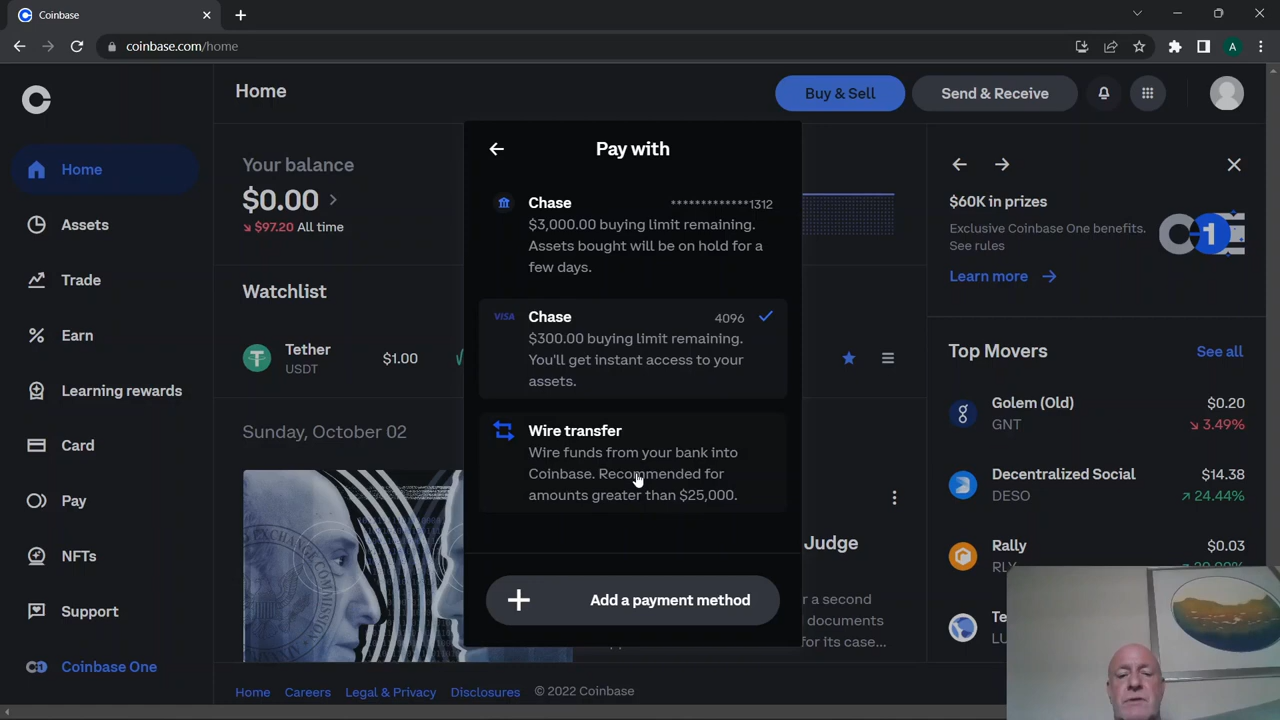 Coinbase
coinbase.com/home
A
Home
Buy & Sell
Send & Receive
Home
Assets
Trade
Earn
Learning rewards
Card
Pay
NFTs
Support
Coinbase One
Your balance
$0.00
$97.20 All time
Watchlist
Tether
USDT
$1.00
Sunday, October 02
Pay with
Chase
*************1312
$3,000.00 buying limit remaining.
Assets bought will be on hold for a
few days.
VISA
Chase
4096
$300.00 buying limit remaining.
You'll get instant access to your
assets.
Wire transfer
Wire funds from your bank into
Coinbase. Recommended for
amounts greater than $25,000.
Add a payment method
Judge
r a second
documents
for its case...
$60K in prizes
Exclusive Coinbase One benefits.
See rules
Learn more
Top Movers
See all
Golem (Old)
$0.20
GNT
3.49%
Decentralized Social
$14.38
DESO
24.44%
Rally
$0.03
Home
Careers
Legal & Privacy
Disclosures
© 2022 Coinbase